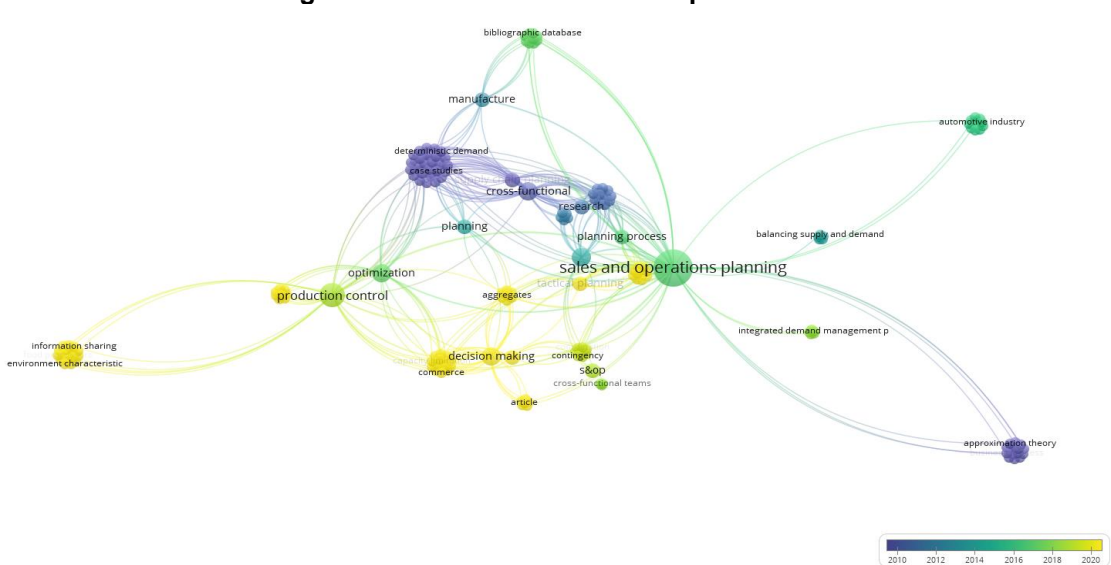 bibliographic database
manufacture
automotive industry
deterministic demand
case studies
cross-functional
research
planning
planning process
balancing supply and demand
sales and operations planning
optimization
tactical planning
production control
aggregates
integrated demand management p
information sharing
decision making
contingency
environment characteristic
commerce
s&op
cross-functional teams
article
approximation theory
2010 2012 2014 2016 2018 2020